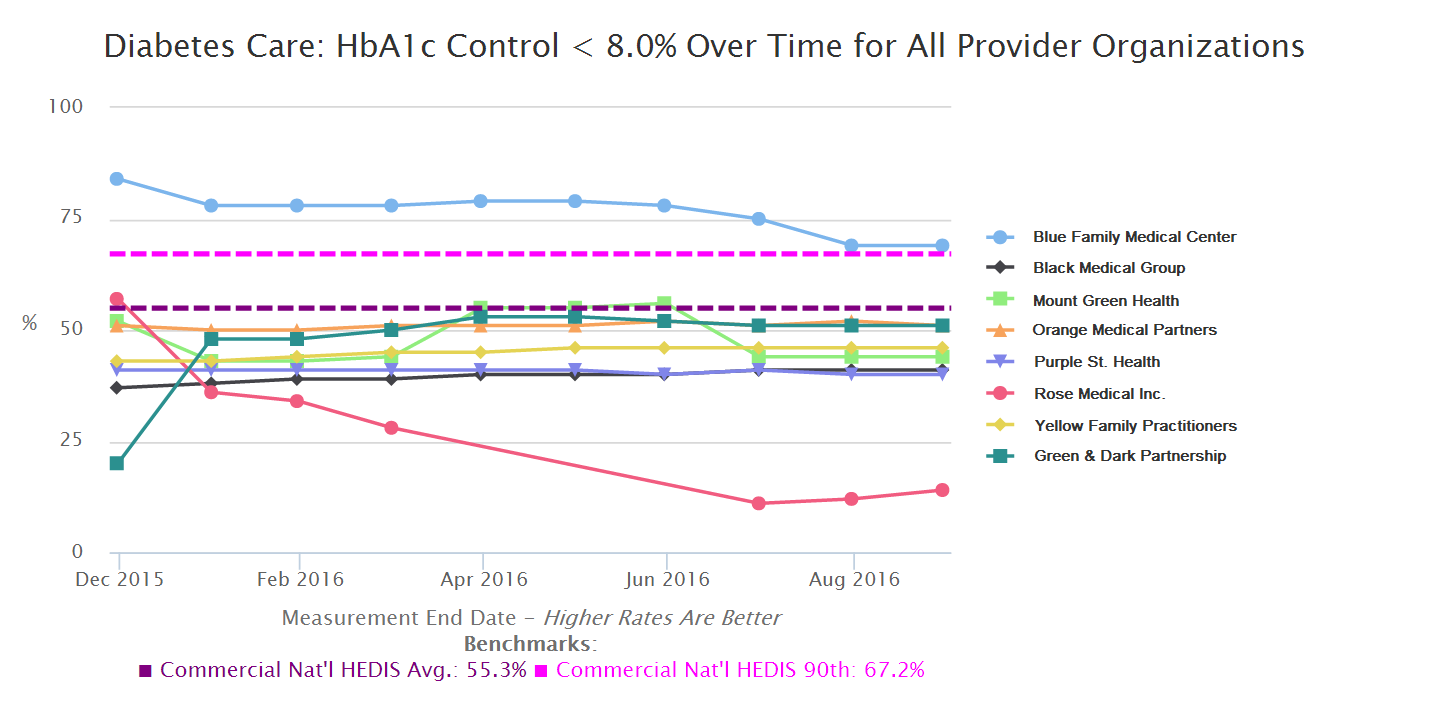 Diabetes Care: HbA1c Control < 8.0% Over Time for All Provider Organizations
100
75
%
50
25
0
Dec 2015 Feb 2016 Apr 2016 Jun 2016 Aug 2016
Measurement End Date - Higher Rates Are Better
Benchmarks:
Commercial Nat'l HEDIS Avg.: 55.3% Commercial Nat'l HEDIS 90th: 67.2%
Blue Family Medical Center
Black Medical Group
Mount Green Health
Orange Medical Partners
Purple St. Health
Rose Medical Inc.
Yellow Family Practitioners
Green & Dark Partnership